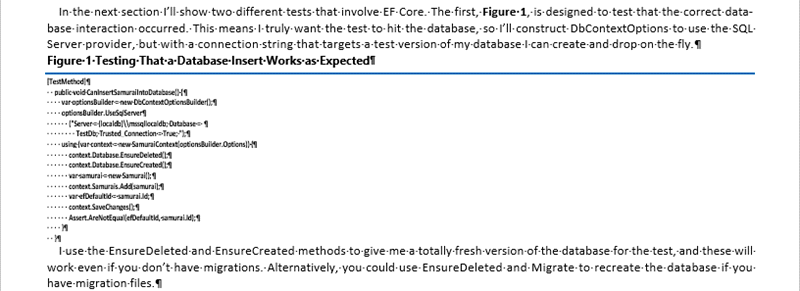 In the next section I'll show two different tests that involve EF Core. The first, Figure 1, is designed to test that the correct data-
base interaction occurred. This means I truly want the test to hit the database, so I'll construct DbContextOptions to use the SQL
Server provider, but with a connection string that targets a test version of my database I can create and drop on the fly.¶
Figure 1 Testing That a Database Insert Works as Expected¶
[TestMethod]¶
public void CanInsertSamuraiIntoDatabase() {¶
var optionsBuilder = new DbContextOptionsBuilder();¶
optionsBuilder.UseSqlServer¶
("Server = (localdb)\\mssqllocaldb; Database = ¶
TestDb; Trusted_Connection = True; ");¶
using (var context = new SamuraiContext(optionsBuilder.Options)) {¶
context.Database.EnsureDeleted();¶
context.Database.EnsureCreated();¶
var samurai = new Samurai();¶
context.Samurais.Add(samurai);¶
var efDefaultId = samurai.Id;¶
context.SaveChanges();¶
Assert.AreNotEqual(efDefaultId, samurai.Id);¶
}¶
}¶
I use the EnsureDeleted and EnsureCreated methods to give me a totally fresh version of the database for the test, and these will
work even if you don't have migrations. Alternatively, you could use EnsureDeleted and Migrate to recreate the database if you
have migration files.¶